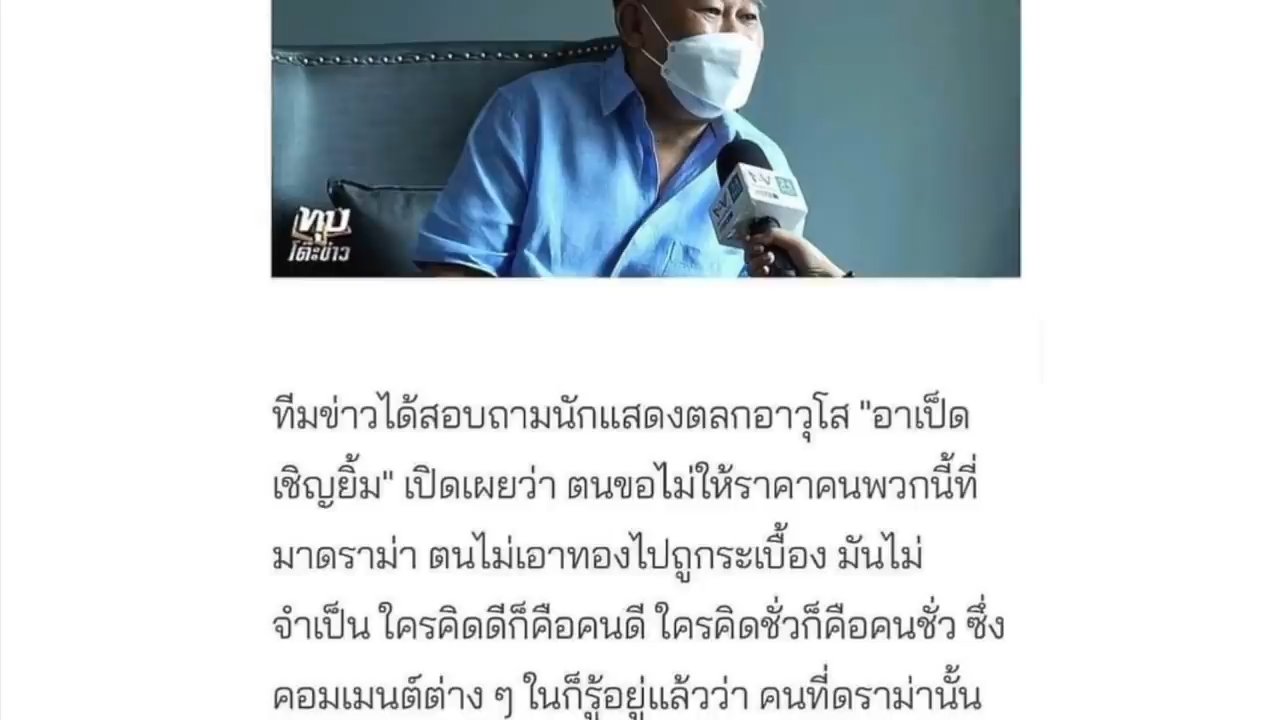 ทุบ
โต๊ะข่าว
ทีมข่าวได้สอบถามนักแสดงตลกอาวุโส "อาเป็ด
เชิญยิ้ม" เปิดเผยว่า ตนขอไม่ให้ราคาคนพวกนี้ที่
มาดราม่า ตนไม่เอาทองไปถูกระเบื้อง มันไม่
จำเป็น ใครคิดดีก็คือคนดี ใครคิดชั่วก็คือคนชั่ว ซึ่ง
คอมเมนต์ต่าง ๆ ในก็รู้อยู่แล้วว่า คนที่ดราม่านั้น